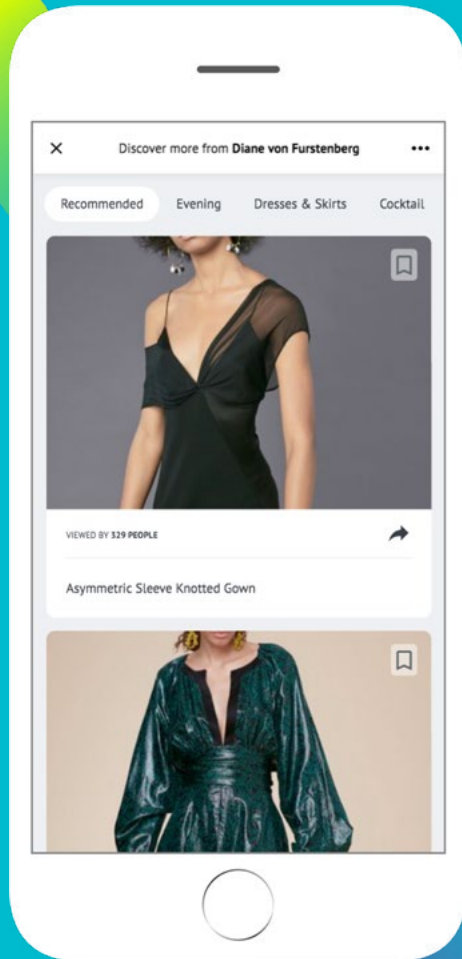 Discover more from Diane von Furstenberg
Recommended Evening Dresses & Skirts Cocktail
VIEWED BY 329 PEOPLE
Asymmetric Sleeve Knotted Gown